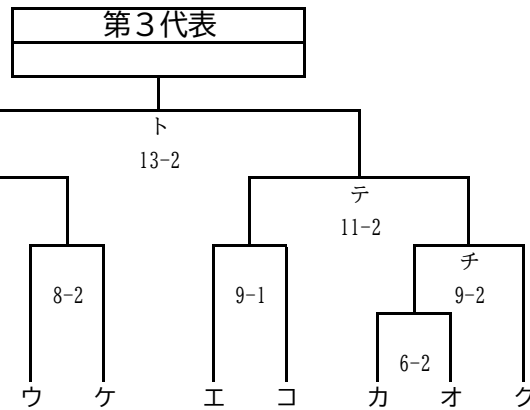 第３代表
ト
13-2
テ
11-2
チ
8-2 9-1 9-2
6-2
ウ ケ エ コ カ オ ク